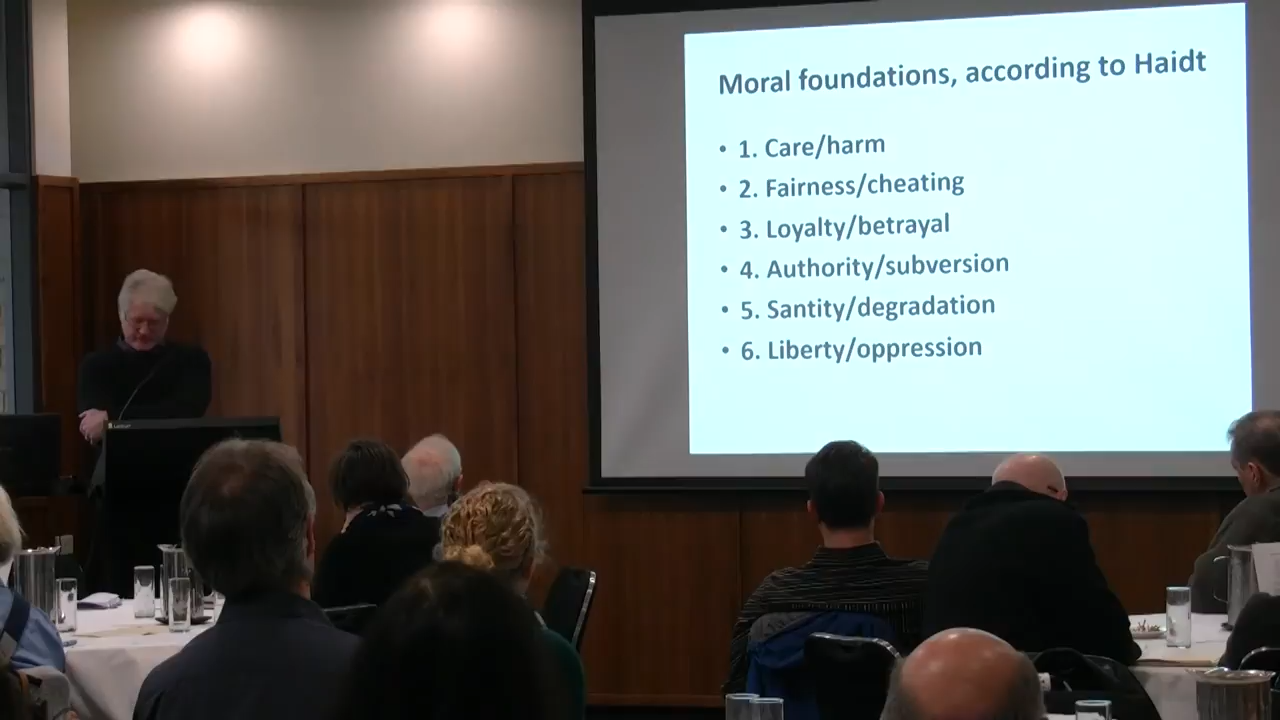 Moral foundations, according to Haidt
• 1. Care/harm
• 2. Fairness/cheating
• 3. Loyalty/betrayal
• 4. Authority/subversion
• 5. Santity/degradation
• 6. Liberty/oppression